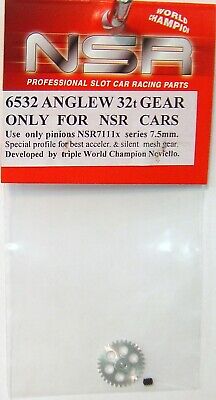 WORLD
CHAMPION
NSR
PROFESSIONAL SLOT CAR RACING PARTS
6532 ANGLEW 32t GEAR
ONLY FOR NSR CARS
Use only pinions NSR7111x series 7.5mm.
Special profile for best acceler. & silent mesh gear.
Developed by triple World Champion Neviello.